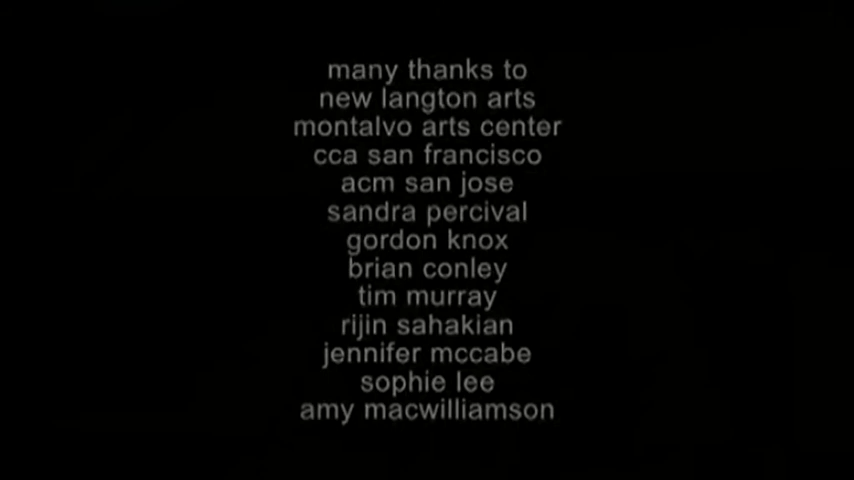 many thanks to
new langton arts
montalvo arts center
cca san francisco
acm san jose
sandra percival
gordon knox
brian conley
tim murray
rijin sahakian
jennifer mccabe
sophie lee
amy macwilliamson